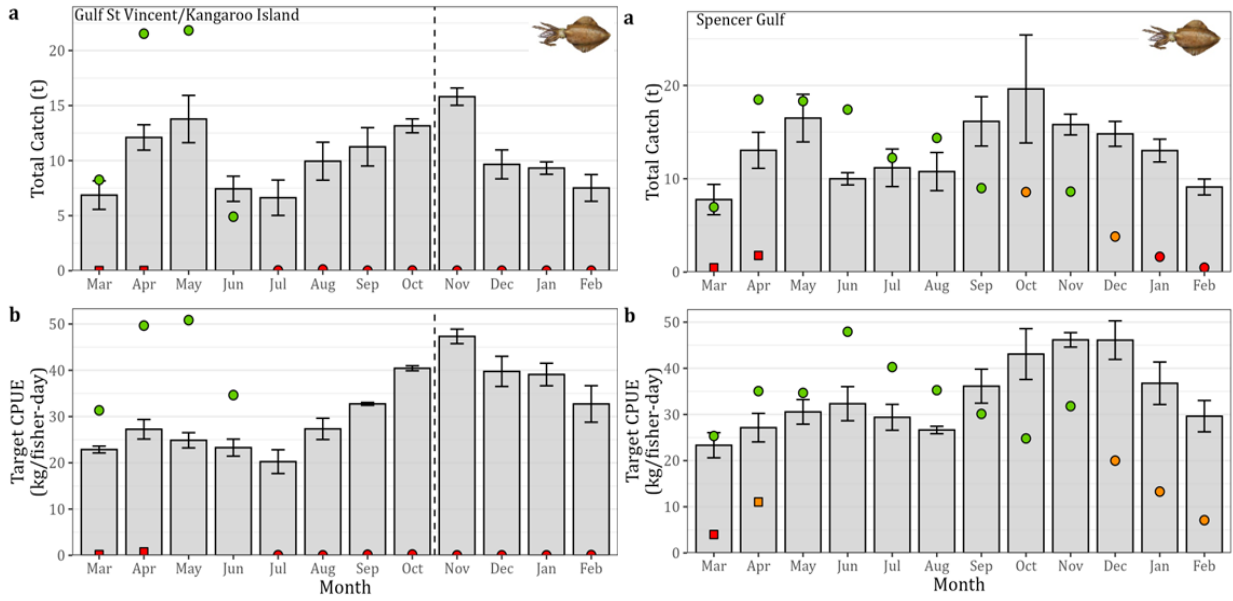 a
Gulf St Vincent/Kangaroo Island
Total Catch (t)
20
15
10
5
0
Mar Apr May Jun Jul Aug Sep Oct Nov Dec Jan Feb
b
Target CPUE
(kg/fisher-day)
50
40
30
20
10
0
Mar Apr May Jun Jul Aug Sep Oct Nov Dec Jan Feb
Month
a
Spencer Gulf
Total Catch (t)
20
10
0
Mar Apr May Jun Jul Aug Sep Oct Nov Dec Jan Feb
b
Target CPUE
(kg/fisher-day)
50
40
30
20
10
0
Mar Apr May Jun Jul Aug Sep Oct Nov Dec Jan Feb
Month